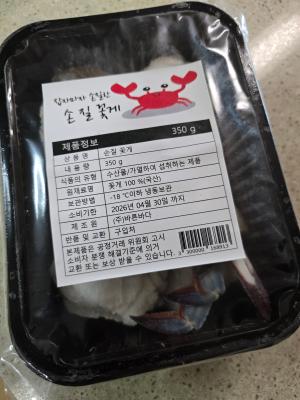 잡자마자 손질한
손질 꽃게
350 g
제품정보
상 품 명 손질 꽃게
내 용 량 350 g
식품의 유형 수산물/가열하여 섭취하는 제품
원재료명 꽃게 100 %(국산)
보관방법 -18 ℃이하 냉동보관
소비기한 2026년 04월 30일 까지
제 조 원 (주)바른바다
반품 및 교환 구입처
본제품은 공정거래 위원회 고시
소비자 분쟁 해결기준에 의거
교환 또는 보상 받을 수 있습니다.